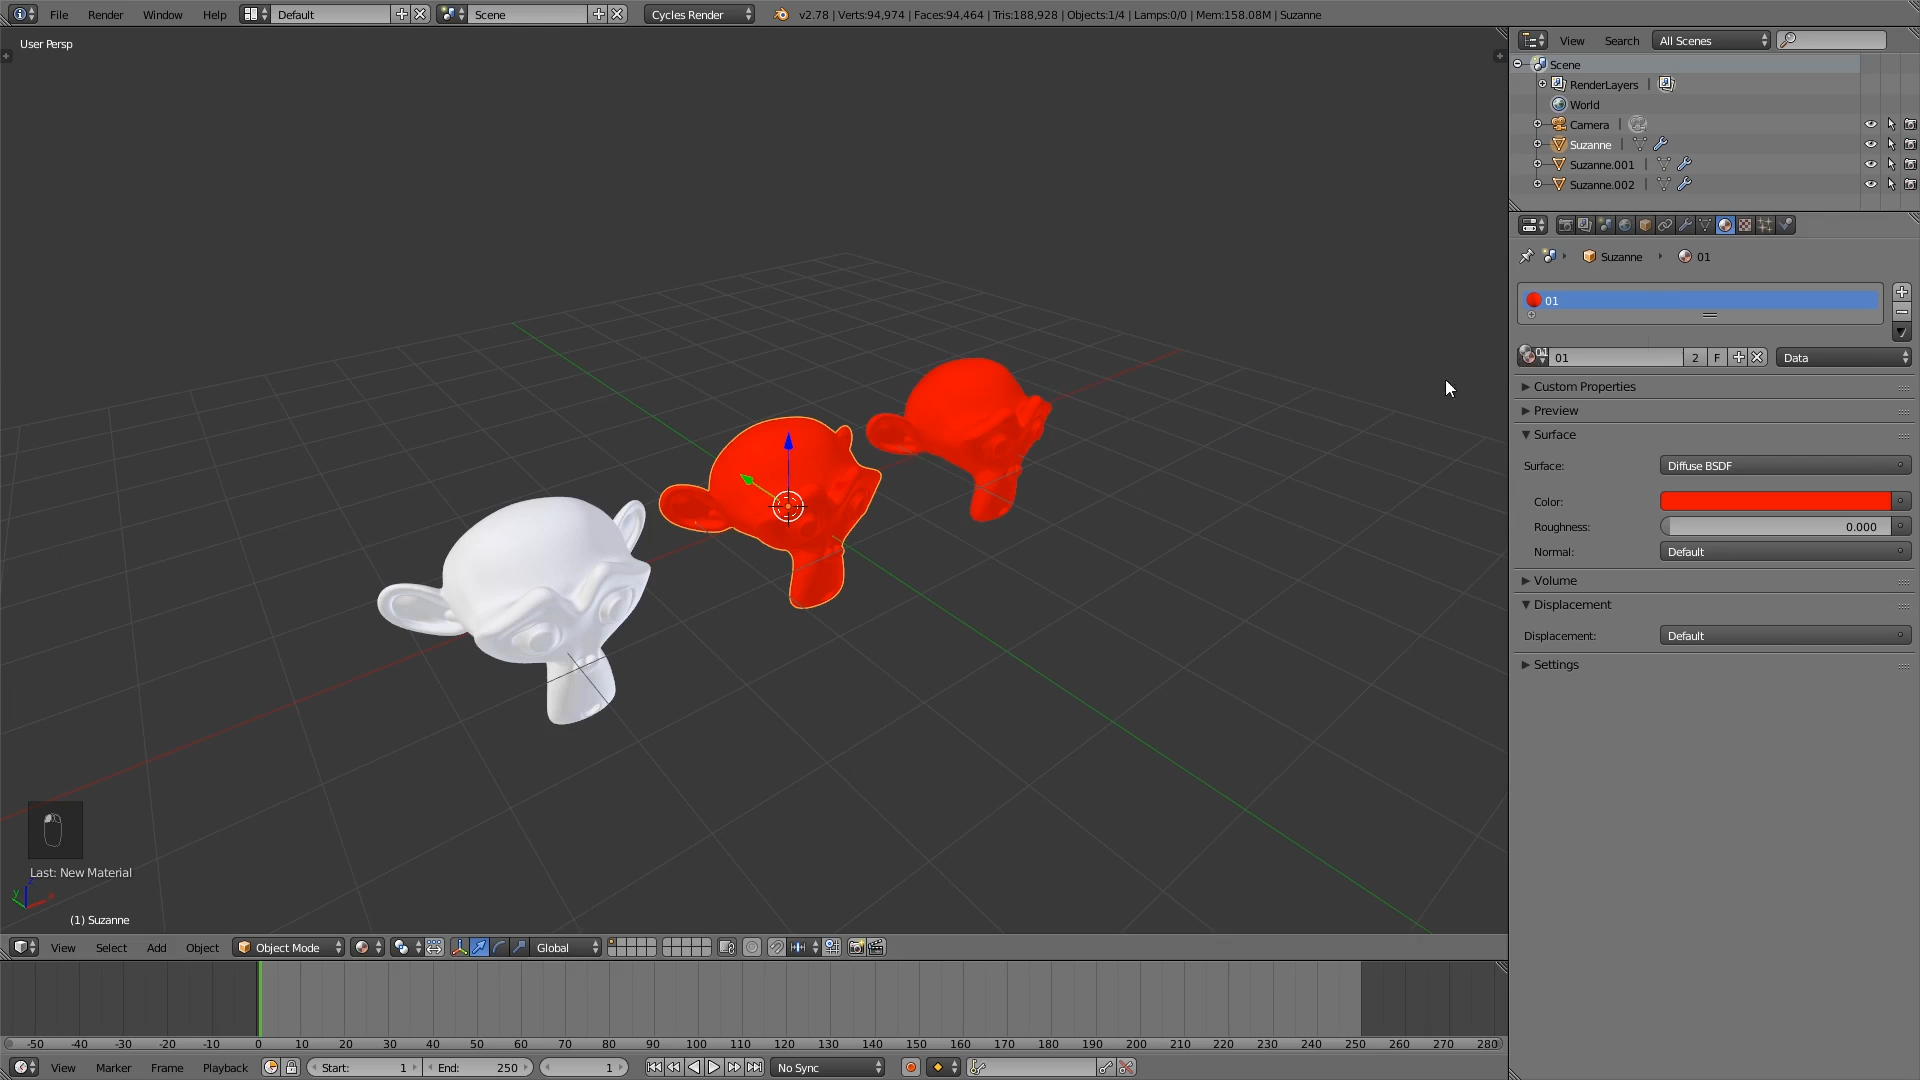 File Render Window Help Default Scene Cycles Render v2.78 | Verts:94,974 | Faces:94,464 | Tris:188,928 | Objects:1/4 | Lamps:0/0 | Mem:158.08M | Suzanne
User Persp
View Search All Scenes
Scene
RenderLayers
World
Camera
Suzanne
Suzanne.001
Suzanne.002
Suzanne 01
01
01 01 2 F Data
Custom Properties
Preview
Surface
Surface: Diffuse BSDF
Color:
Roughness: 0.000
Normal: Default
Volume
Displacement
Displacement: Default
Settings
Last: New Material
(1) Suzanne
View Select Add Object Object Mode Global
-50 -40 -30 -20 -10 0 10 20 30 40 50 60 70 80 90 100 110 120 130 140 150 160 170 180 190 200 210 220 230 240 250 260 270 280
View Marker Frame Playback Start: 1 End: 250 1 No Sync